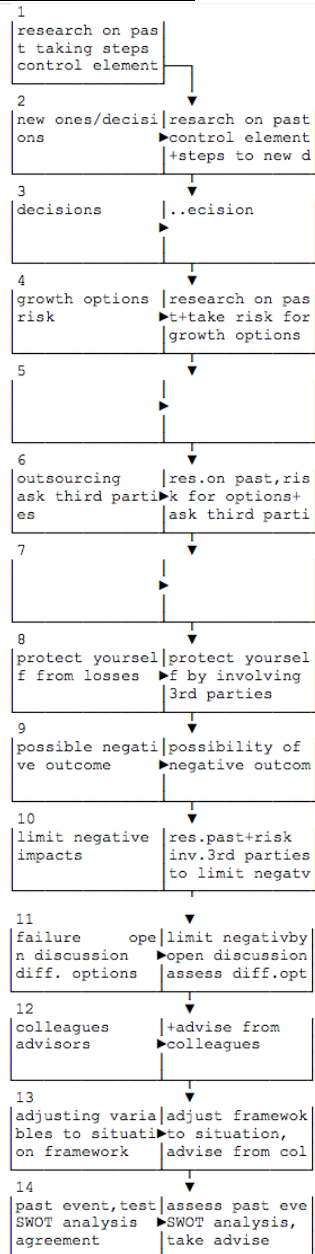 1
research on pas
t taking steps
control element
2
new ones/decisi resarch on past
ons control element
+steps to new d
3
decisions ..ecision
4
growth options research on pas
risk t+take risk for
growth options
5
6
outsourcing res.on past,ris
ask third parti k for options+
es ask third parti
7
8
protect yoursel protect yoursel
f from losses f by involving
3rd parties
9
possible negati possibility of
ve outcome negative outcom
10
limit negative res.past+risk
impacts inv.3rd parties
to limit negatv
11
failure ope limit negativby
n discussion open discussion
diff. options assess diff.opt
12
colleagues +advise from
advisors colleagues
13
adjusting varia adjust framewok
bles to situati to situation,
on framework advise from col
14
past event,test assess past eve
SWOT analysis SWOT analysis,
agreement take advise